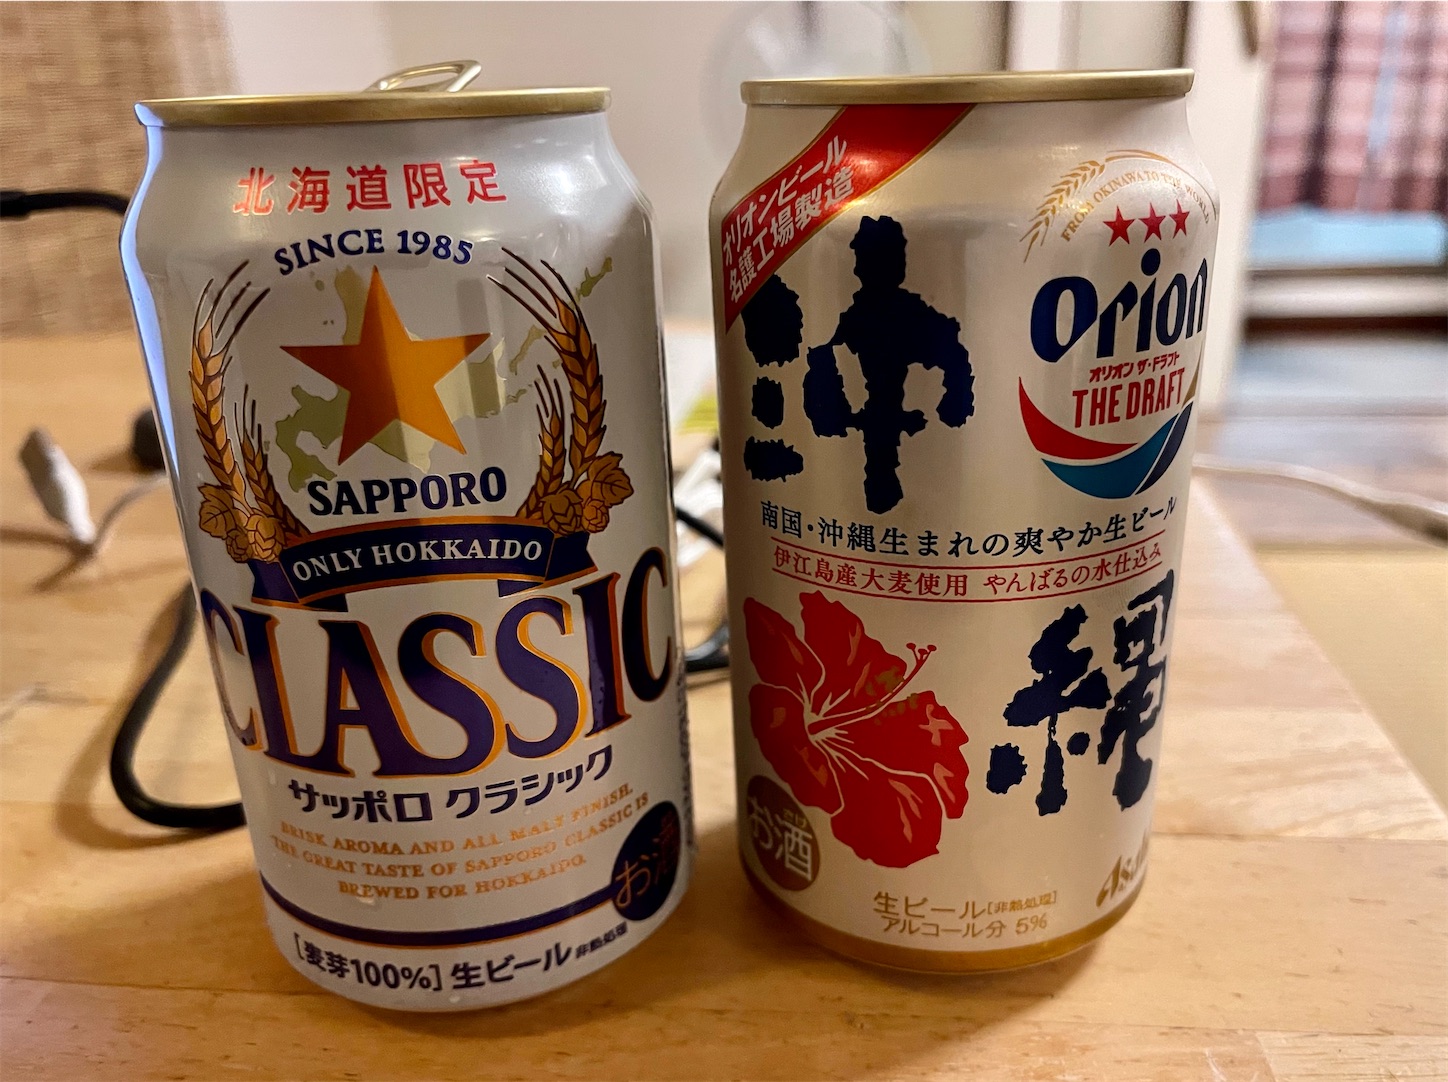 北海道限定
SINCE 1985
SAPPORO
ONLY HOKKAIDO
CLASSIC
サッポロ クラシック
BRISK AROMA AND ALL MALT FINISH.
THE GREAT TASTE OF SAPPORO CLASSIC IS
BREWED FOR HOKKAIDO.
お酒
[麦芽100%] 生ビール 非熱処理
オリオンビール
名護工場製造
FROM OKINAWA TO THE WORLD
orion
オリオン ザ・ドラフト
THE DRAFT
沖
南国・沖縄生まれの爽やか生ビール
伊江島産大麦使用 やんばるの水仕込み
縄
さけ
お酒
Asahi
生ビール[非熱処理]
アルコール分 5%